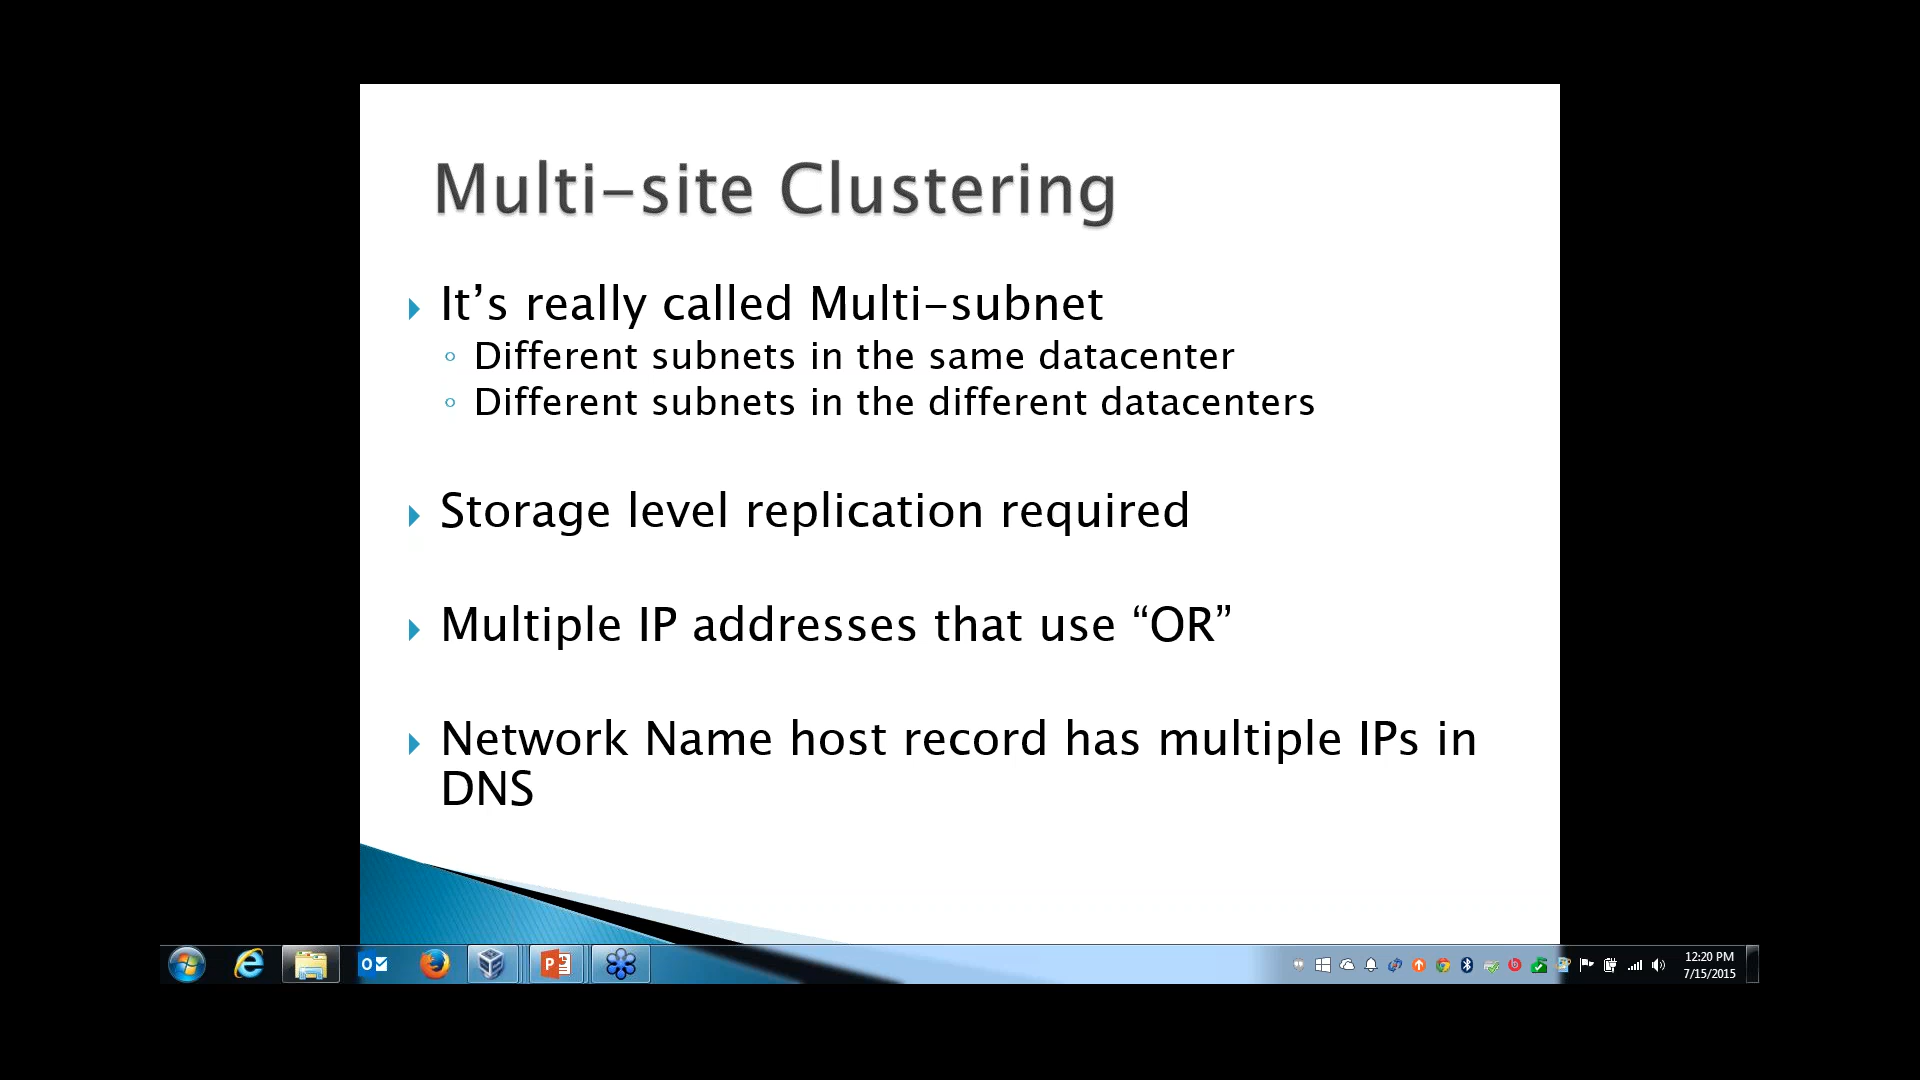 Multi-site Clustering
It’s really called Multi-subnet
Different subnets in the same datacenter
Different subnets in the different datacenters
Storage level replication required
Multiple IP addresses that use “OR”
Network Name host record has multiple IPs in
DNS
12:20 PM
7/15/2015